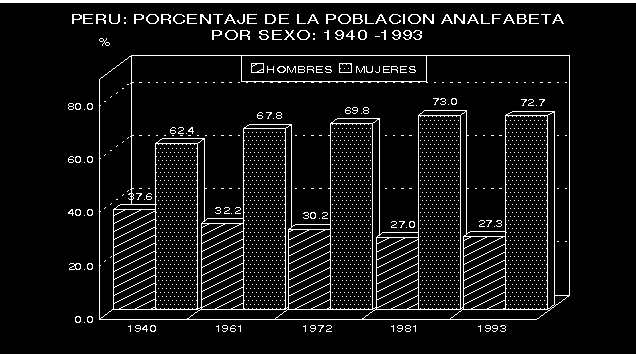 PERU: PORCENTAJE DE LA POBLACION ANALFABETA
POR SEXO: 1940 -1993
%
HOMBRES MUJERES
80.0
60.0
40.0
20.0
0.0
37.6 62.4 32.2 67.8 30.2 69.8 27.0 73.0 27.3 72.7
1940 1961 1972 1981 1993